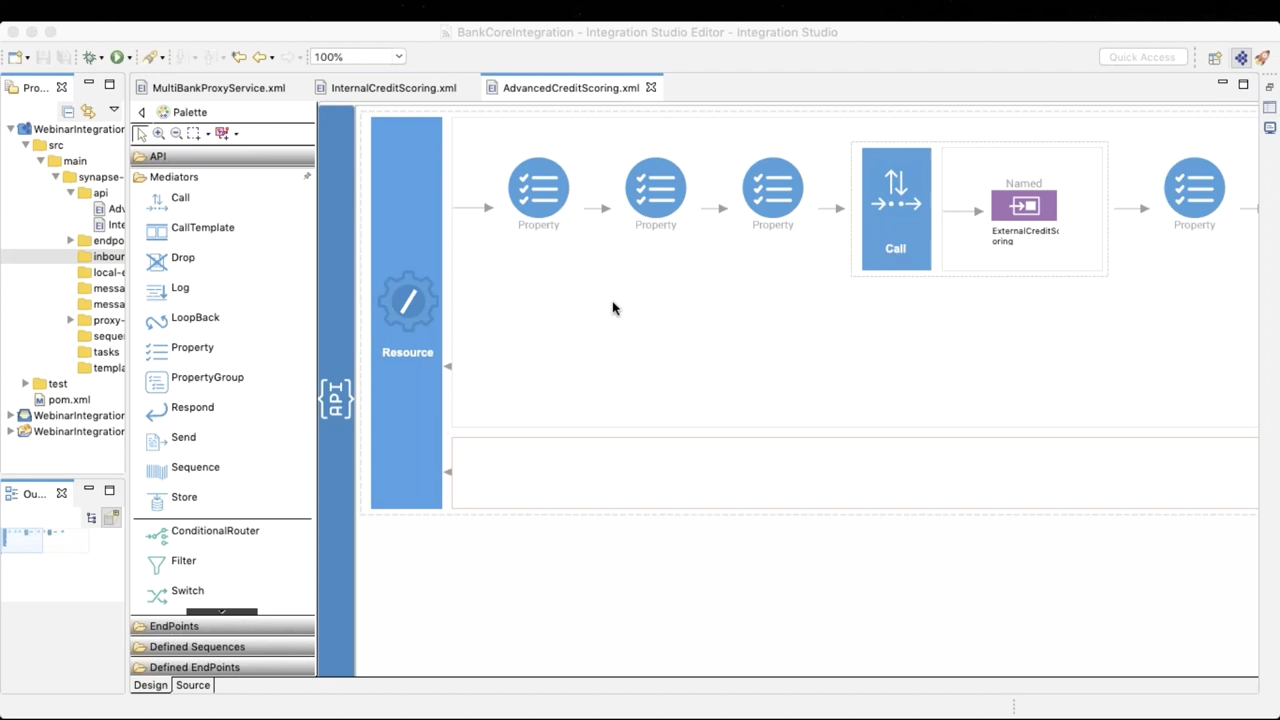 BankCoreIntegration - Integration Studio Editor - Integration Studio
100%
Quick Access
Pro...
MultiBankProxyService.xml
InternalCreditScoring.xml
AdvancedCreditScoring.xml
Palette
WebinarIntegration
src
main
synapse-
api
Adv
Inte
endpo
inbour
local-e
messa
messa
proxy-
seque
tasks
templa
test
pom.xml
WebinarIntegration
WebinarIntegration
Ou...
API
Mediators
Call
CallTemplate
Drop
Log
LoopBack
Property
PropertyGroup
Respond
Send
Sequence
Store
ConditionalRouter
Filter
Switch
EndPoints
Defined Sequences
Defined EndPoints
Design
Source
{API}
Resource
Property
Property
Property
Call
Named
ExternalCreditSc
oring
Property